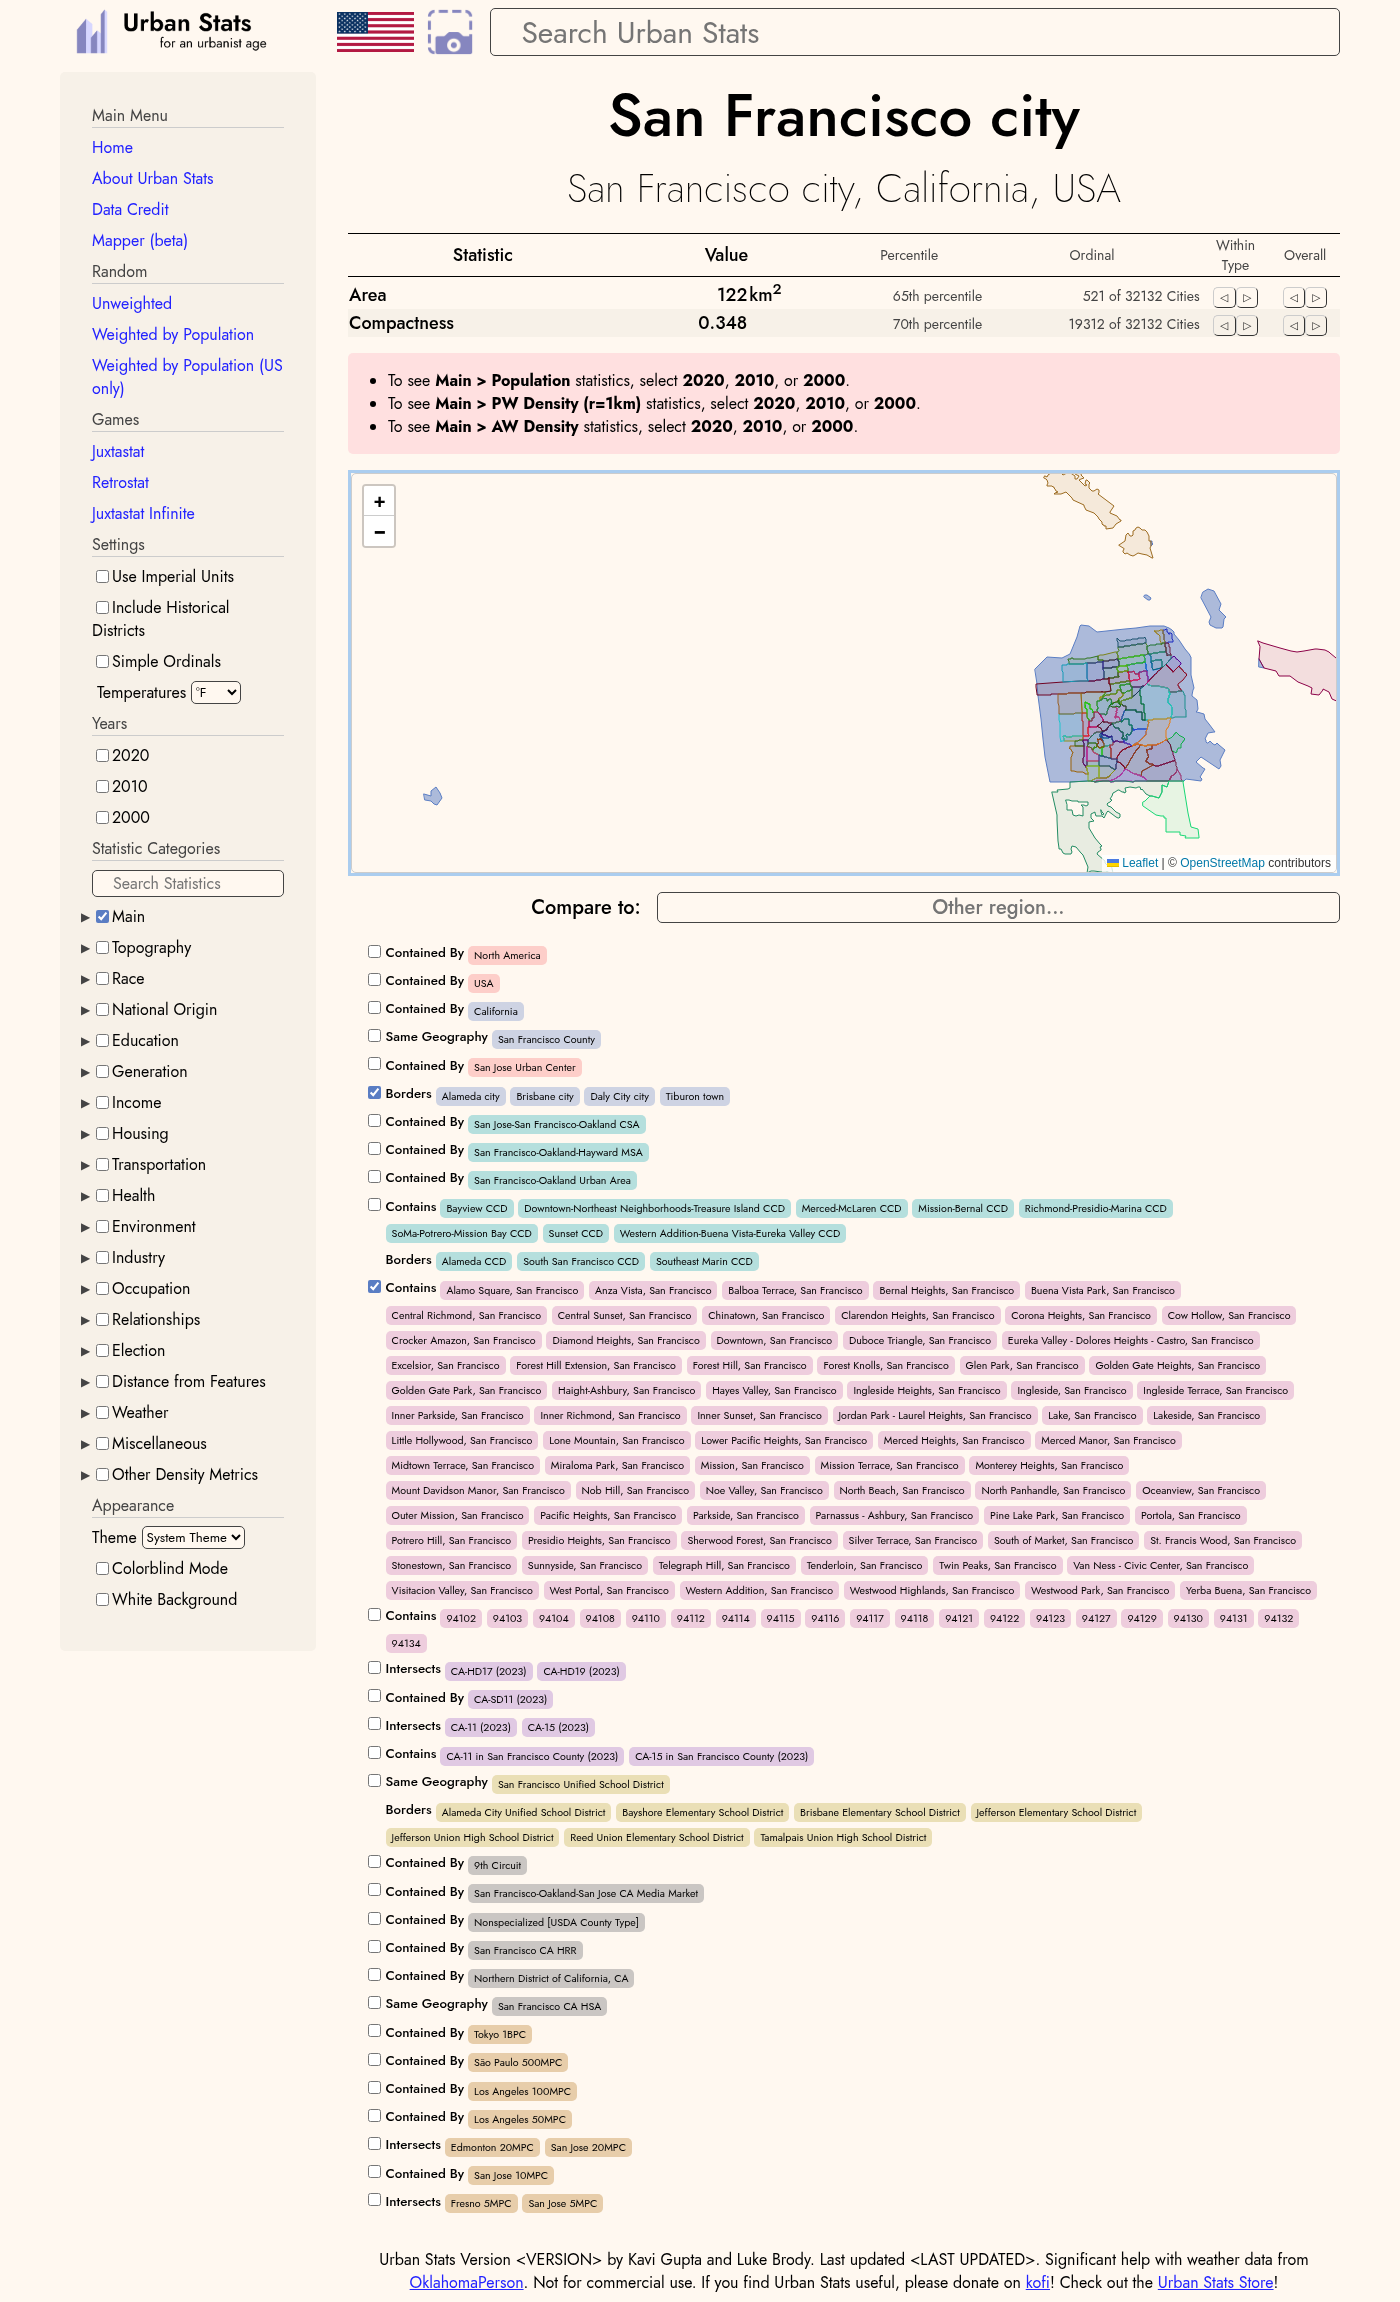 Urban Stats
for an urbanist age
Search Urban Stats
Main Menu
Home
About Urban Stats
Data Credit
Mapper (beta)
Random
Unweighted
Weighted by Population
Weighted by Population (US
only)
Games
Juxtastat
Retrostat
Juxtastat Infinite
Settings
Use Imperial Units
Include Historical
Districts
Simple Ordinals
Temperatures °F
Years
2020
2010
2000
Statistic Categories
Search Statistics
Main
Topography
Race
National Origin
Education
Generation
Income
Housing
Transportation
Health
Environment
Industry
Occupation
Relationships
Election
Distance from Features
Weather
Miscellaneous
Other Density Metrics
Appearance
Theme System Theme
Colorblind Mode
White Background
San Francisco city
San Francisco city, California, USA
Statistic Value Percentile Ordinal Within Type Overall
Area 122 km2 65th percentile 521 of 32132 Cities
Compactness 0.348 70th percentile 19312 of 32132 Cities
To see Main > Population statistics, select 2020, 2010, or 2000.
To see Main > PW Density (r=1km) statistics, select 2020, 2010, or 2000.
To see Main > AW Density statistics, select 2020, 2010, or 2000.
+
−
Leaflet | © OpenStreetMap contributors
Compare to: Other region...
Contained By North America
Contained By USA
Contained By California
Same Geography San Francisco County
Contained By San Jose Urban Center
Borders Alameda city Brisbane city Daly City city Tiburon town
Contained By San Jose-San Francisco-Oakland CSA
Contained By San Francisco-Oakland-Hayward MSA
Contained By San Francisco-Oakland Urban Area
Contains Bayview CCD Downtown-Northeast Neighborhoods-Treasure Island CCD Merced-McLaren CCD Mission-Bernal CCD Richmond-Presidio-Marina CCD
SoMa-Potrero-Mission Bay CCD Sunset CCD Western Addition-Buena Vista-Eureka Valley CCD
Borders Alameda CCD South San Francisco CCD Southeast Marin CCD
Contains Alamo Square, San Francisco Anza Vista, San Francisco Balboa Terrace, San Francisco Bernal Heights, San Francisco Buena Vista Park, San Francisco
Central Richmond, San Francisco Central Sunset, San Francisco Chinatown, San Francisco Clarendon Heights, San Francisco Corona Heights, San Francisco Cow Hollow, San Francisco
Crocker Amazon, San Francisco Diamond Heights, San Francisco Downtown, San Francisco Duboce Triangle, San Francisco Eureka Valley - Dolores Heights - Castro, San Francisco
Excelsior, San Francisco Forest Hill Extension, San Francisco Forest Hill, San Francisco Forest Knolls, San Francisco Glen Park, San Francisco Golden Gate Heights, San Francisco
Golden Gate Park, San Francisco Haight-Ashbury, San Francisco Hayes Valley, San Francisco Ingleside Heights, San Francisco Ingleside, San Francisco Ingleside Terrace, San Francisco
Inner Parkside, San Francisco Inner Richmond, San Francisco Inner Sunset, San Francisco Jordan Park - Laurel Heights, San Francisco Lake, San Francisco Lakeside, San Francisco
Little Hollywood, San Francisco Lone Mountain, San Francisco Lower Pacific Heights, San Francisco Merced Heights, San Francisco Merced Manor, San Francisco
Midtown Terrace, San Francisco Miraloma Park, San Francisco Mission, San Francisco Mission Terrace, San Francisco Monterey Heights, San Francisco
Mount Davidson Manor, San Francisco Nob Hill, San Francisco Noe Valley, San Francisco North Beach, San Francisco North Panhandle, San Francisco Oceanview, San Francisco
Outer Mission, San Francisco Pacific Heights, San Francisco Parkside, San Francisco Parnassus - Ashbury, San Francisco Pine Lake Park, San Francisco Portola, San Francisco
Potrero Hill, San Francisco Presidio Heights, San Francisco Sherwood Forest, San Francisco Silver Terrace, San Francisco South of Market, San Francisco St. Francis Wood, San Francisco
Stonestown, San Francisco Sunnyside, San Francisco Telegraph Hill, San Francisco Tenderloin, San Francisco Twin Peaks, San Francisco Van Ness - Civic Center, San Francisco
Visitacion Valley, San Francisco West Portal, San Francisco Western Addition, San Francisco Westwood Highlands, San Francisco Westwood Park, San Francisco Yerba Buena, San Francisco
Contains 94102 94103 94104 94108 94110 94112 94114 94115 94116 94117 94118 94121 94122 94123 94127 94129 94130 94131 94132
94134
Intersects CA-HD17 (2023) CA-HD19 (2023)
Contained By CA-SD11 (2023)
Intersects CA-11 (2023) CA-15 (2023)
Contains CA-11 in San Francisco County (2023) CA-15 in San Francisco County (2023)
Same Geography San Francisco Unified School District
Borders Alameda City Unified School District Bayshore Elementary School District Brisbane Elementary School District Jefferson Elementary School District
Jefferson Union High School District Reed Union Elementary School District Tamalpais Union High School District
Contained By 9th Circuit
Contained By San Francisco-Oakland-San Jose CA Media Market
Contained By Nonspecialized [USDA County Type]
Contained By San Francisco CA HRR
Contained By Northern District of California, CA
Same Geography San Francisco CA HSA
Contained By Tokyo 1BPC
Contained By São Paulo 500MPC
Contained By Los Angeles 100MPC
Contained By Los Angeles 50MPC
Intersects Edmonton 20MPC San Jose 20MPC
Contained By San Jose 10MPC
Intersects Fresno 5MPC San Jose 5MPC
Urban Stats Version <VERSION> by Kavi Gupta and Luke Brody. Last updated <LAST UPDATED>. Significant help with weather data from
OklahomaPerson. Not for commercial use. If you find Urban Stats useful, please donate on kofi! Check out the Urban Stats Store!